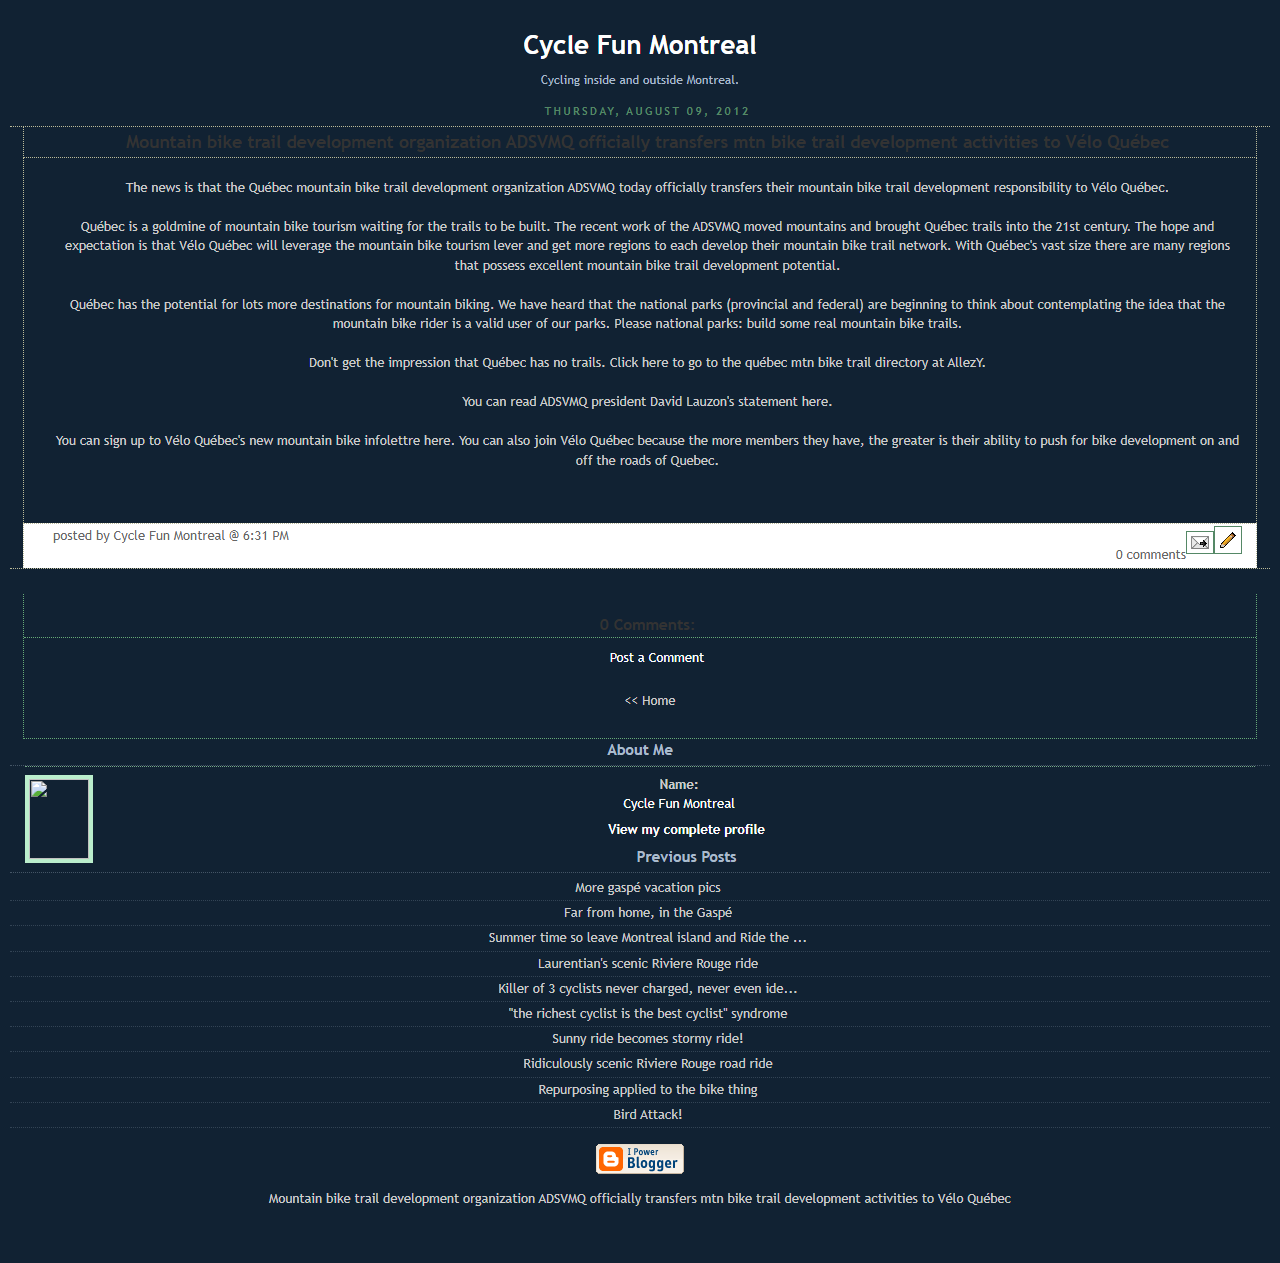 Cycle Fun Montreal
Cycling inside and outside Montreal.
THURSDAY, AUGUST 09, 2012
Mountain bike trail development organization ADSVMQ officially transfers mtn bike trail development activities to Vélo Québec
The news is that the Québec mountain bike trail development organization ADSVMQ today officially transfers their mountain bike trail development responsibility to Vélo Québec.
Québec is a goldmine of mountain bike tourism waiting for the trails to be built. The recent work of the ADSVMQ moved mountains and brought Québec trails into the 21st century. The hope and
expectation is that Vélo Québec will leverage the mountain bike tourism lever and get more regions to each develop their mountain bike trail network. With Québec's vast size there are many regions
that possess excellent mountain bike trail development potential.
Québec has the potential for lots more destinations for mountain biking. We have heard that the national parks (provincial and federal) are beginning to think about contemplating the idea that the
mountain bike rider is a valid user of our parks. Please national parks: build some real mountain bike trails.
Don't get the impression that Québec has no trails. Click here to go to the québec mtn bike trail directory at AllezY.
You can read ADSVMQ president David Lauzon's statement here.
You can sign up to Vélo Québec's new mountain bike infolettre here. You can also join Vélo Québec because the more members they have, the greater is their ability to push for bike development on and
off the roads of Quebec.
posted by Cycle Fun Montreal @ 6:31 PM
0 comments
0 Comments:
Post a Comment
<< Home
About Me
Name:
Cycle Fun Montreal
View my complete profile
Previous Posts
More gaspé vacation pics
Far from home, in the Gaspé
Summer time so leave Montreal island and Ride the ...
Laurentian's scenic Riviere Rouge ride
Killer of 3 cyclists never charged, never even ide...
"the richest cyclist is the best cyclist" syndrome
Sunny ride becomes stormy ride!
Ridiculously scenic Riviere Rouge road ride
Repurposing applied to the bike thing
Bird Attack!
I Power
Blogger
Mountain bike trail development organization ADSVMQ officially transfers mtn bike trail development activities to Vélo Québec